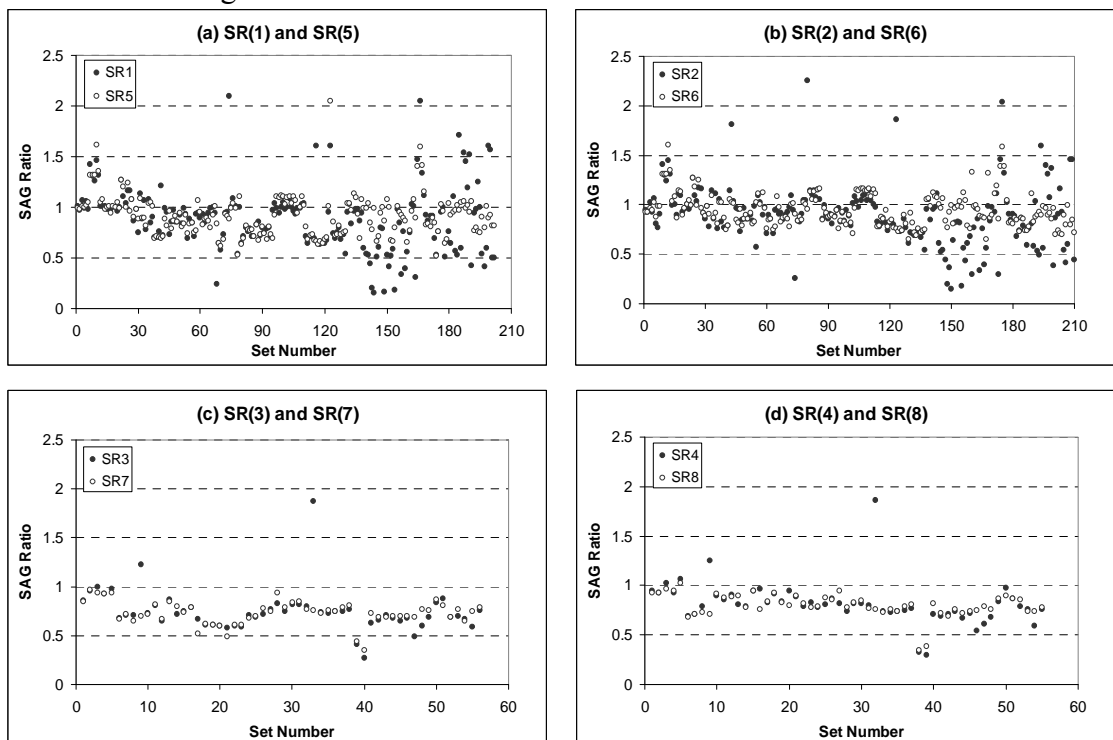 (a) SR(1) and SR(5)
SR1
SR5
SAG Ratio
2.5
2
1.5
1
0.5
0
0 30 60 90 120 150 180 210
Set Number
(b) SR(2) and SR(6)
SR2
SR6
SAG Ratio
2.5
2
1.5
1
0.5
0
0 30 60 90 120 150 180 210
Set Number
(c) SR(3) and SR(7)
SR3
SR7
SAG Ratio
2.5
2
1.5
1
0.5
0
0 10 20 30 40 50 60
Set Number
(d) SR(4) and SR(8)
SR4
SR8
SAG Ratio
2.5
2
1.5
1
0.5
0
0 10 20 30 40 50 60
Set Number